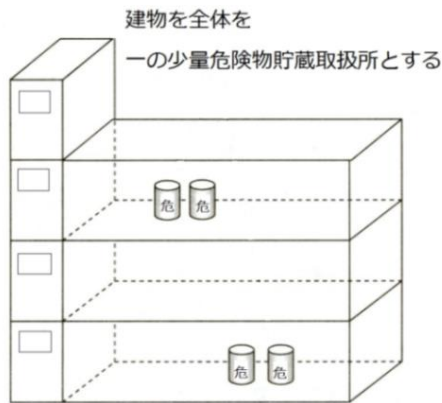 建物を全体を
一の少量危険物貯蔵取扱所とする
危 危
危 危